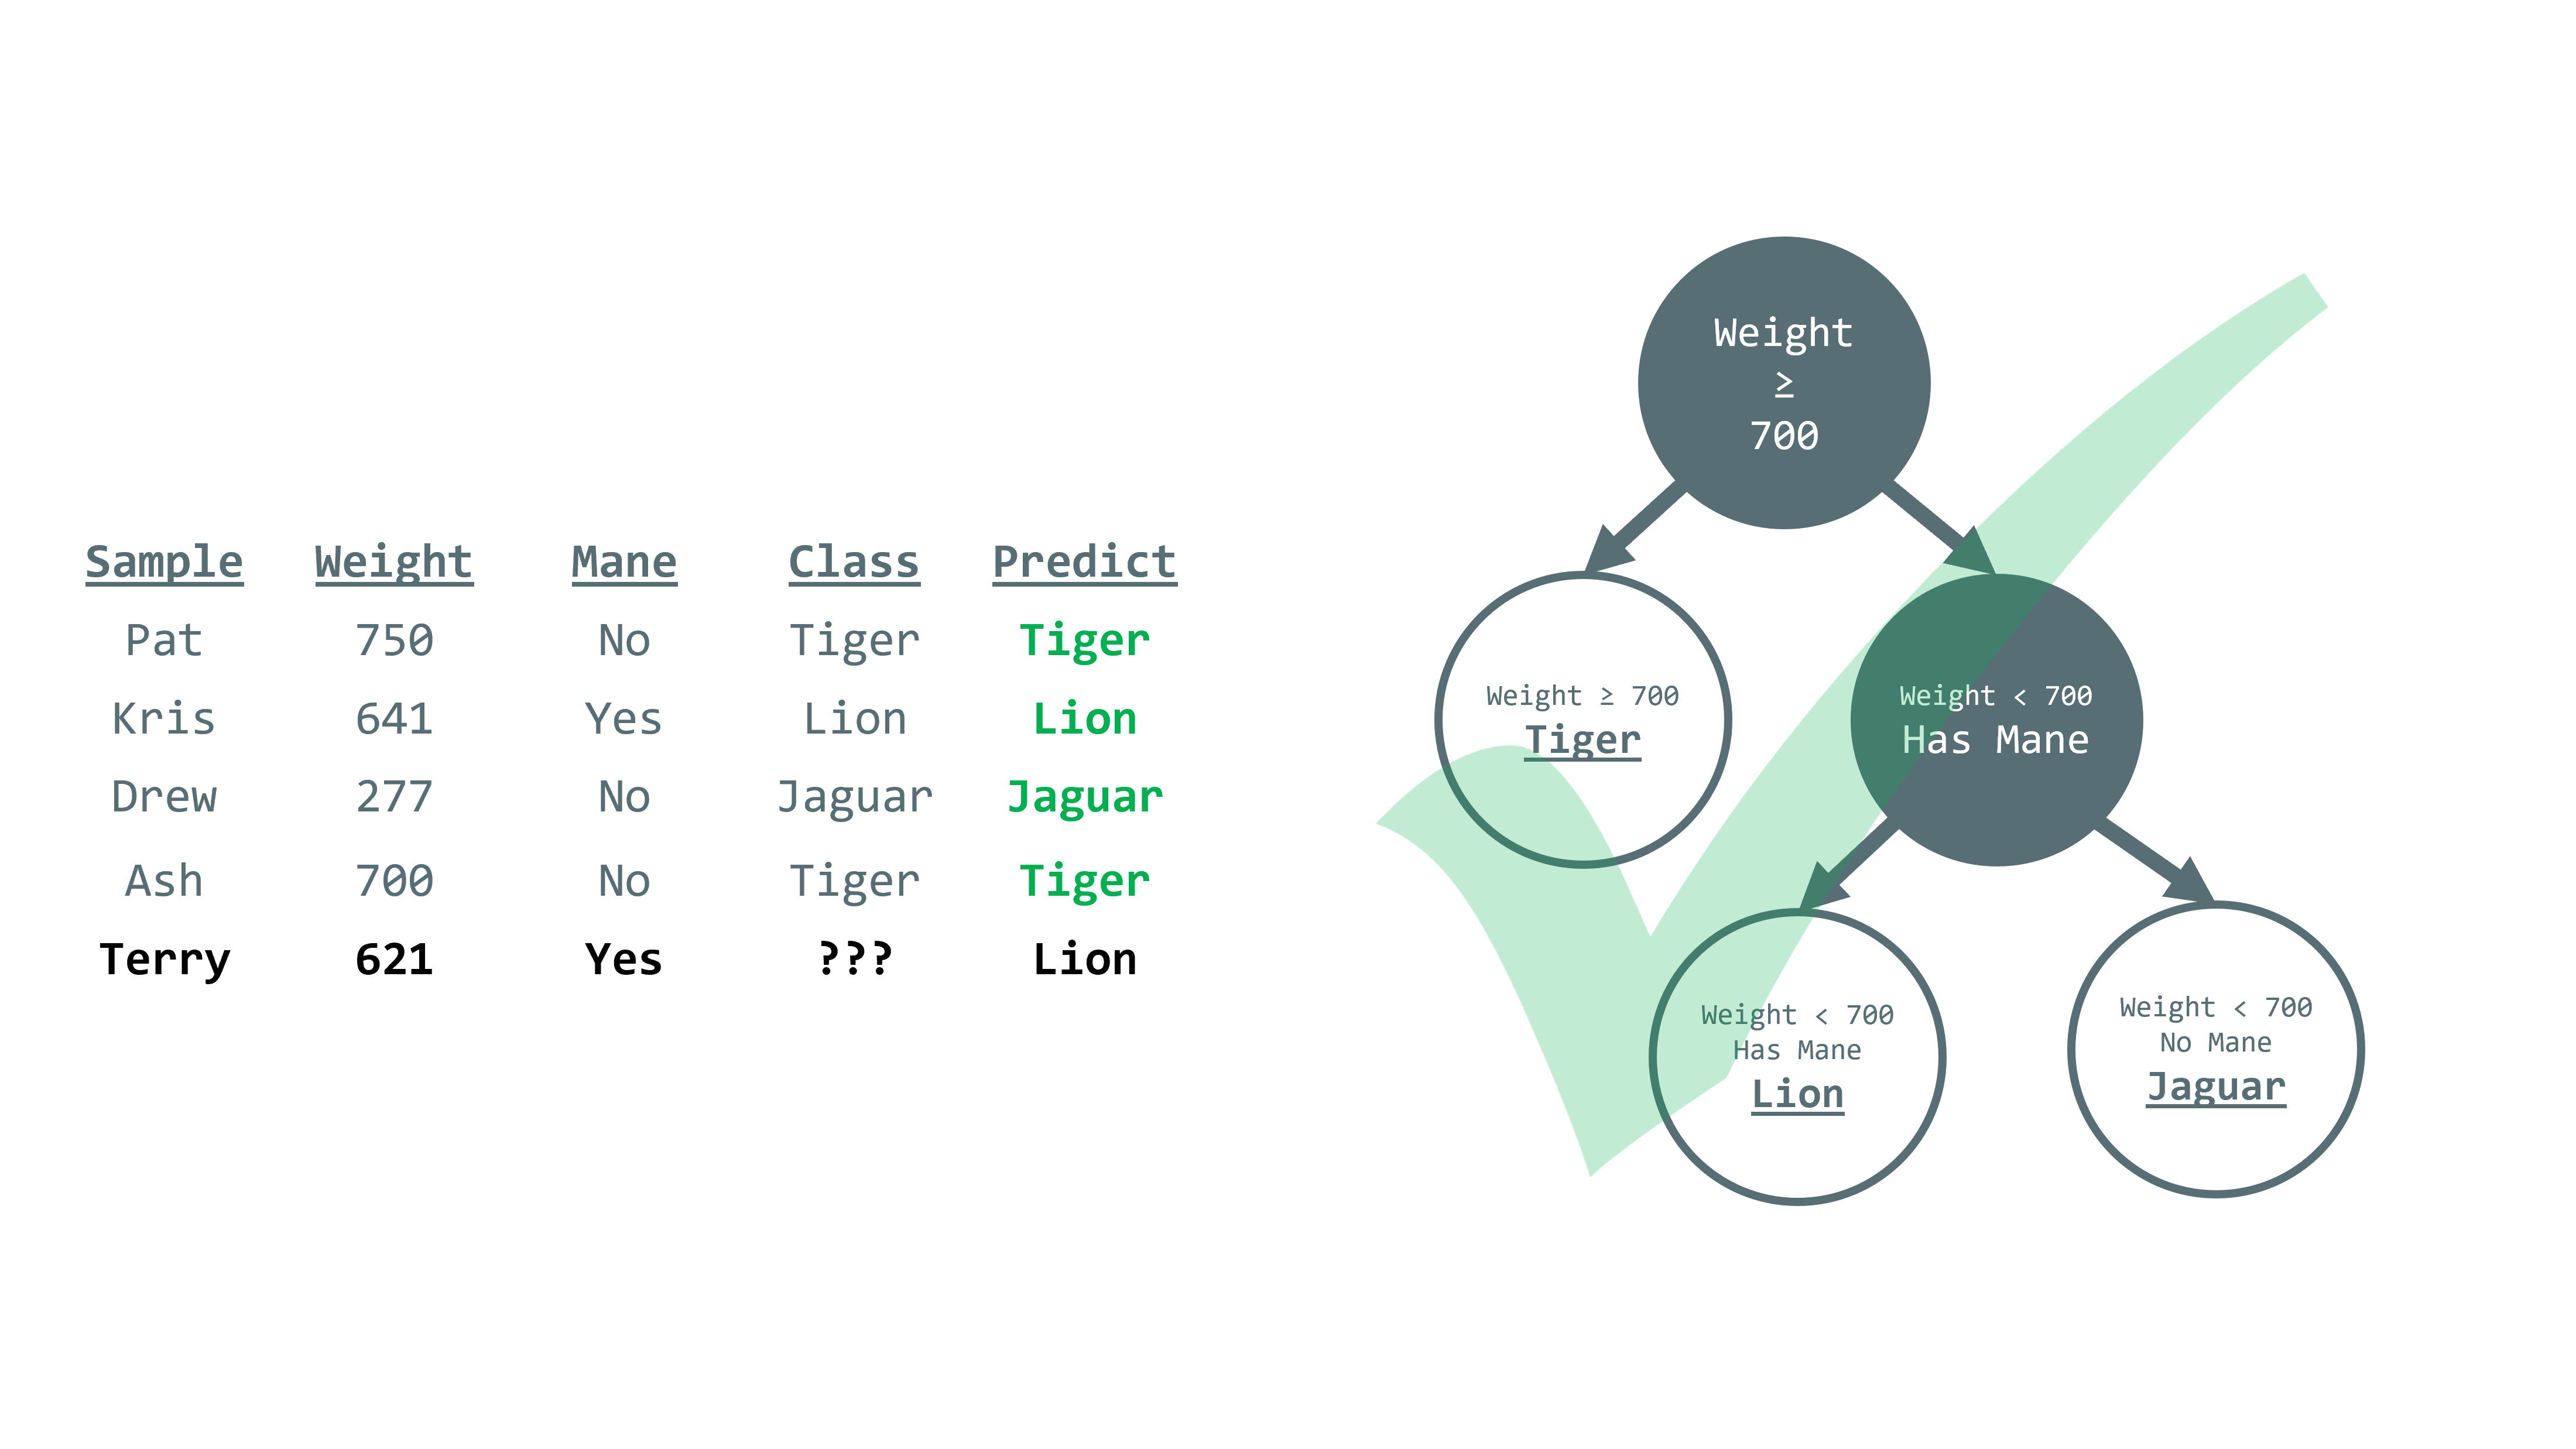 Sample Weight Mane Class Predict
Pat 750 No Tiger Tiger
Kris 641 Yes Lion Lion
Drew 277 No Jaguar Jaguar
Ash 700 No Tiger Tiger
Terry 621 Yes ??? Lion
Weight
≥
700
Weight ≥ 700
Tiger
Weight < 700
Has Mane
Weight < 700
Has Mane
Lion
Weight < 700
No Mane
Jaguar